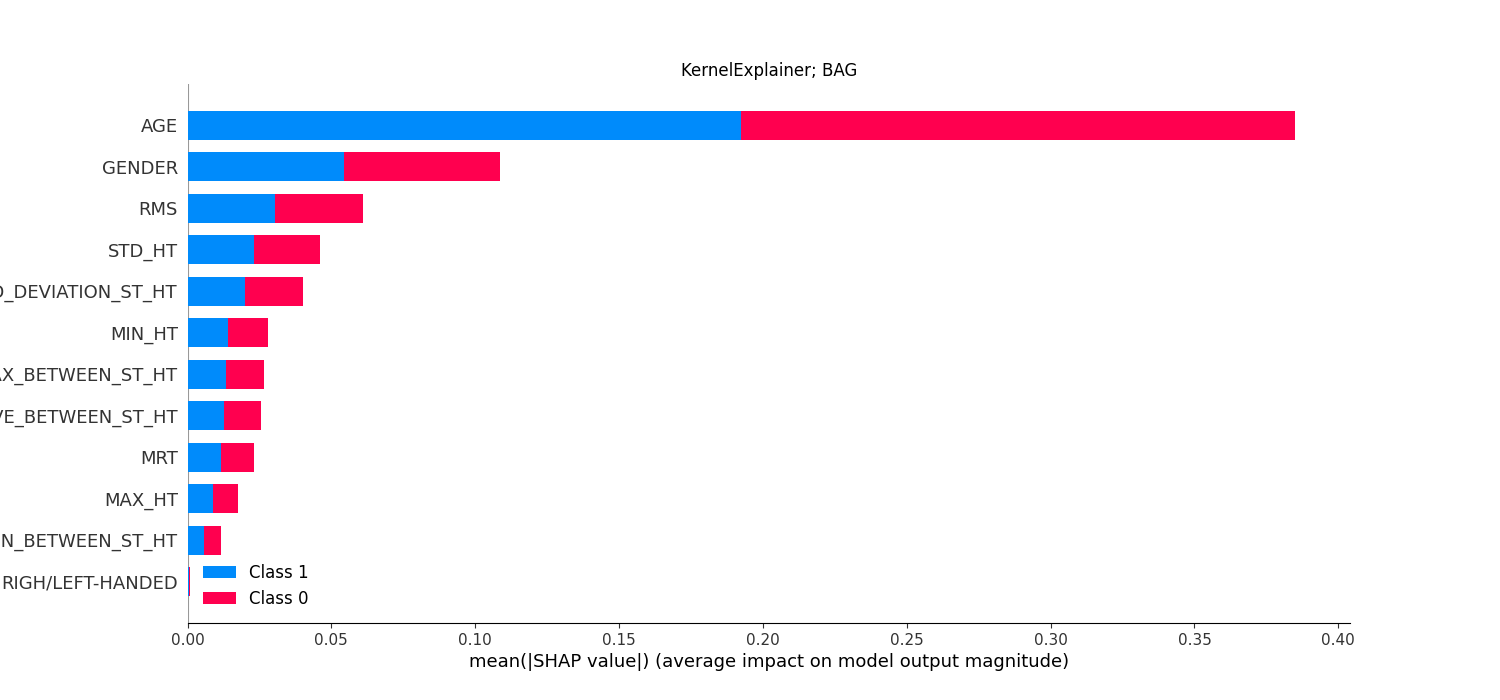 KernelExplainer; BAG
AGE
GENDER
RMS
STD_HT
D_DEVIATION_ST_HT
MIN_HT
AX_BETWEEN_ST_HT
VE_BETWEEN_ST_HT
MRT
MAX_HT
N_BETWEEN_ST_HT
RIGH/LEFT-HANDED
Class 1
Class 0
0.00 0.05 0.10 0.15 0.20 0.25 0.30 0.35 0.40
mean(|SHAP value|) (average impact on model output magnitude)